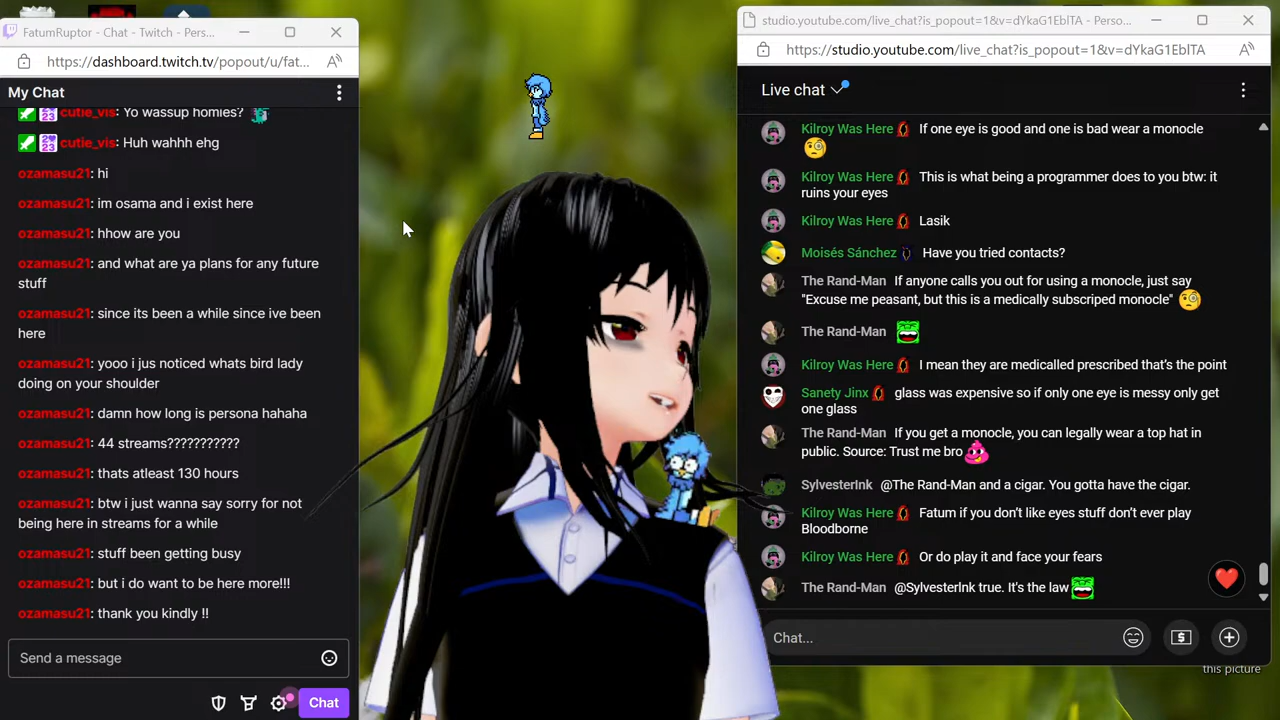 FatumRuptor - Chat - Twitch - Pers...
https://dashboard.twitch.tv/popout/u/fat...
My Chat
cutie_vis: Yo wassup homies?
cutie_vis: Huh wahhh ehg
ozamasu21: hi
ozamasu21: im osama and i exist here
ozamasu21: hhow are you
ozamasu21: and what are ya plans for any future
stuff
ozamasu21: since its been a while since ive been
here
ozamasu21: yooo i jus noticed whats bird lady
doing on your shoulder
ozamasu21: damn how long is persona hahaha
ozamasu21: 44 streams???????????
ozamasu21: thats atleast 130 hours
ozamasu21: btw i just wanna say sorry for not
being here in streams for a while
ozamasu21: stuff been getting busy
ozamasu21: but i do want to be here more!!!
ozamasu21: thank you kindly !!
Send a message
Chat
studio.youtube.com/live_chat?is_popout=1&v=dYkaG1EblTA - Perso...
https://studio.youtube.com/live_chat?is_popout=1&v=dYkaG1EblTA
Live chat
Kilroy Was Here If one eye is good and one is bad wear a monocle
Kilroy Was Here This is what being a programmer does to you btw: it
ruins your eyes
Kilroy Was Here Lasik
Moisés Sánchez Have you tried contacts?
The Rand-Man If anyone calls you out for using a monocle, just say
"Excuse me peasant, but this is a medically subscriped monocle"
The Rand-Man
Kilroy Was Here I mean they are medicalled prescribed that's the point
Sanety Jinx glass was expensive so if only one eye is messy only get
one glass
The Rand-Man If you get a monocle, you can legally wear a top hat in
public. Source: Trust me bro
SylvesterInk @The Rand-Man and a cigar. You gotta have the cigar.
Kilroy Was Here Fatum if you don't like eyes stuff don't ever play
Bloodborne
Kilroy Was Here Or do play it and face your fears
The Rand-Man @SylvesterInk true. It's the law
Chat...
this picture